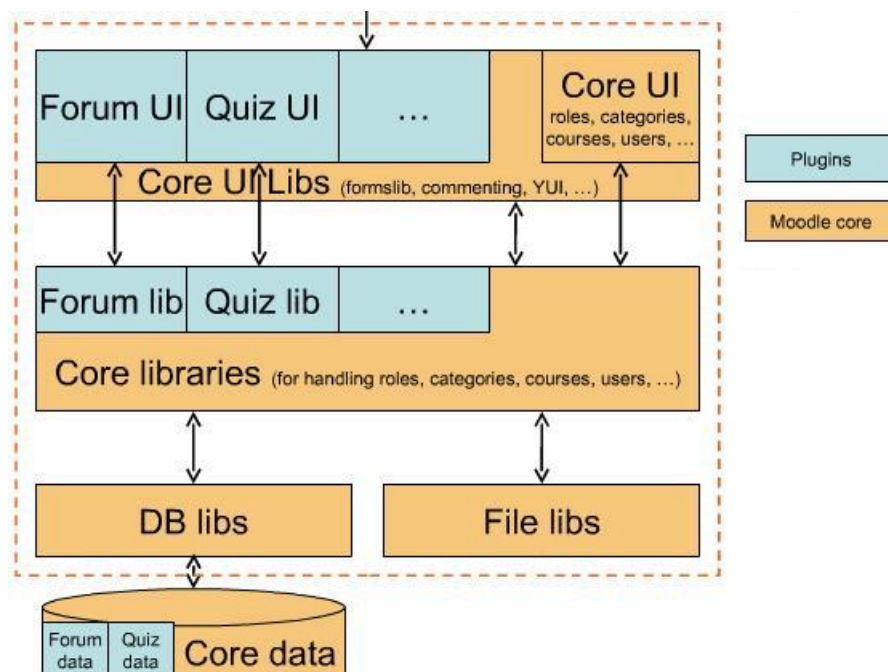 Forum UI
Quiz UI
...
Core UI
roles, categories,
courses, users, ...
Core UI Libs (formslib, commenting, YUI, ...)
Plugins
Moodle core
Forum lib
Quiz lib
...
Core libraries (for handling roles, categories, courses, users, ...)
DB libs
File libs
Forum
data
Quiz
data
Core data